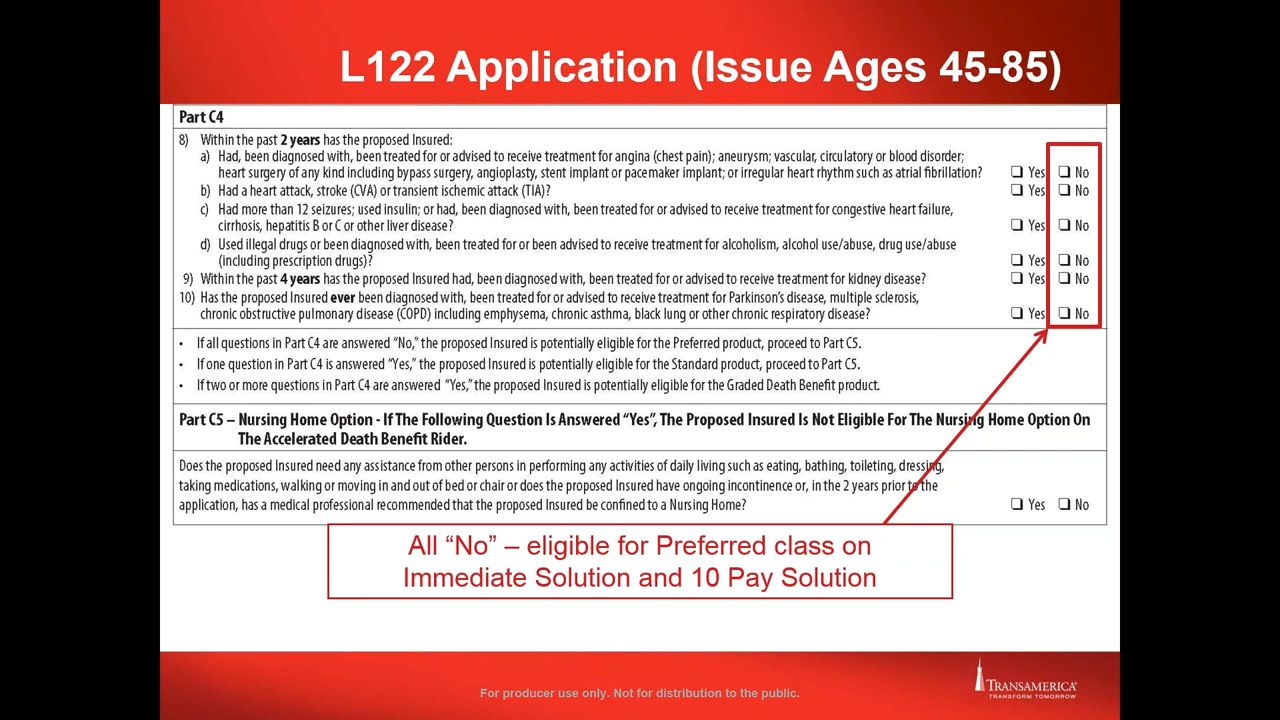 L122 Application (Issue Ages 45-85)
Part C4
8) Within the past 2 years has the proposed Insured:
a) Had, been diagnosed with, been treated for or advised to receive treatment for angina (chest pain); aneurysm; vascular, circulatory or blood disorder;
heart surgery of any kind including bypass surgery, angioplasty, stent implant or pacemaker implant; or irregular heart rhythm such as atrial fibrillation? ❑ Yes ❑ No
b) Had a heart attack, stroke (CVA) or transient ischemic attack (TIA)? ❑ Yes ❑ No
c) Had more than 12 seizures; used insulin; or had, been diagnosed with, been treated for or advised to receive treatment for congestive heart failure,
cirrhosis, hepatitis B or C or other liver disease? ❑ Yes ❑ No
d) Used illegal drugs or been diagnosed with, been treated for or been advised to receive treatment for alcoholism, alcohol use/abuse, drug use/abuse
(including prescription drugs)? ❑ Yes ❑ No
9) Within the past 4 years has the proposed Insured had, been diagnosed with, been treated for or advised to receive treatment for kidney disease? ❑ Yes ❑ No
10) Has the proposed Insured ever been diagnosed with, been treated for or advised to receive treatment for Parkinson's disease, multiple sclerosis,
chronic obstructive pulmonary disease (COPD) including emphysema, chronic asthma, black lung or other chronic respiratory disease? ❑ Yes ❑ No
• If all questions in Part C4 are answered "No," the proposed Insured is potentially eligible for the Preferred product, proceed to Part C5.
• If one question in Part C4 is answered "Yes," the proposed Insured is potentially eligible for the Standard product, proceed to Part C5.
• If two or more questions in Part C4 are answered "Yes," the proposed Insured is potentially eligible for the Graded Death Benefit product.
Part C5 – Nursing Home Option - If The Following Question Is Answered "Yes", The Proposed Insured Is Not Eligible For The Nursing Home Option On
The Accelerated Death Benefit Rider.
Does the proposed Insured need any assistance from other persons in performing any activities of daily living such as eating, bathing, toileting, dressing,
taking medications, walking or moving in and out of bed or chair or does the proposed Insured have ongoing incontinence or, in the 2 years prior to the
application, has a medical professional recommended that the proposed Insured be confined to a Nursing Home? ❑ Yes ❑ No
All “No” – eligible for Preferred class on
Immediate Solution and 10 Pay Solution
For producer use only. Not for distribution to the public.
TRANSAMERICA®
TRANSFORM TOMORROW